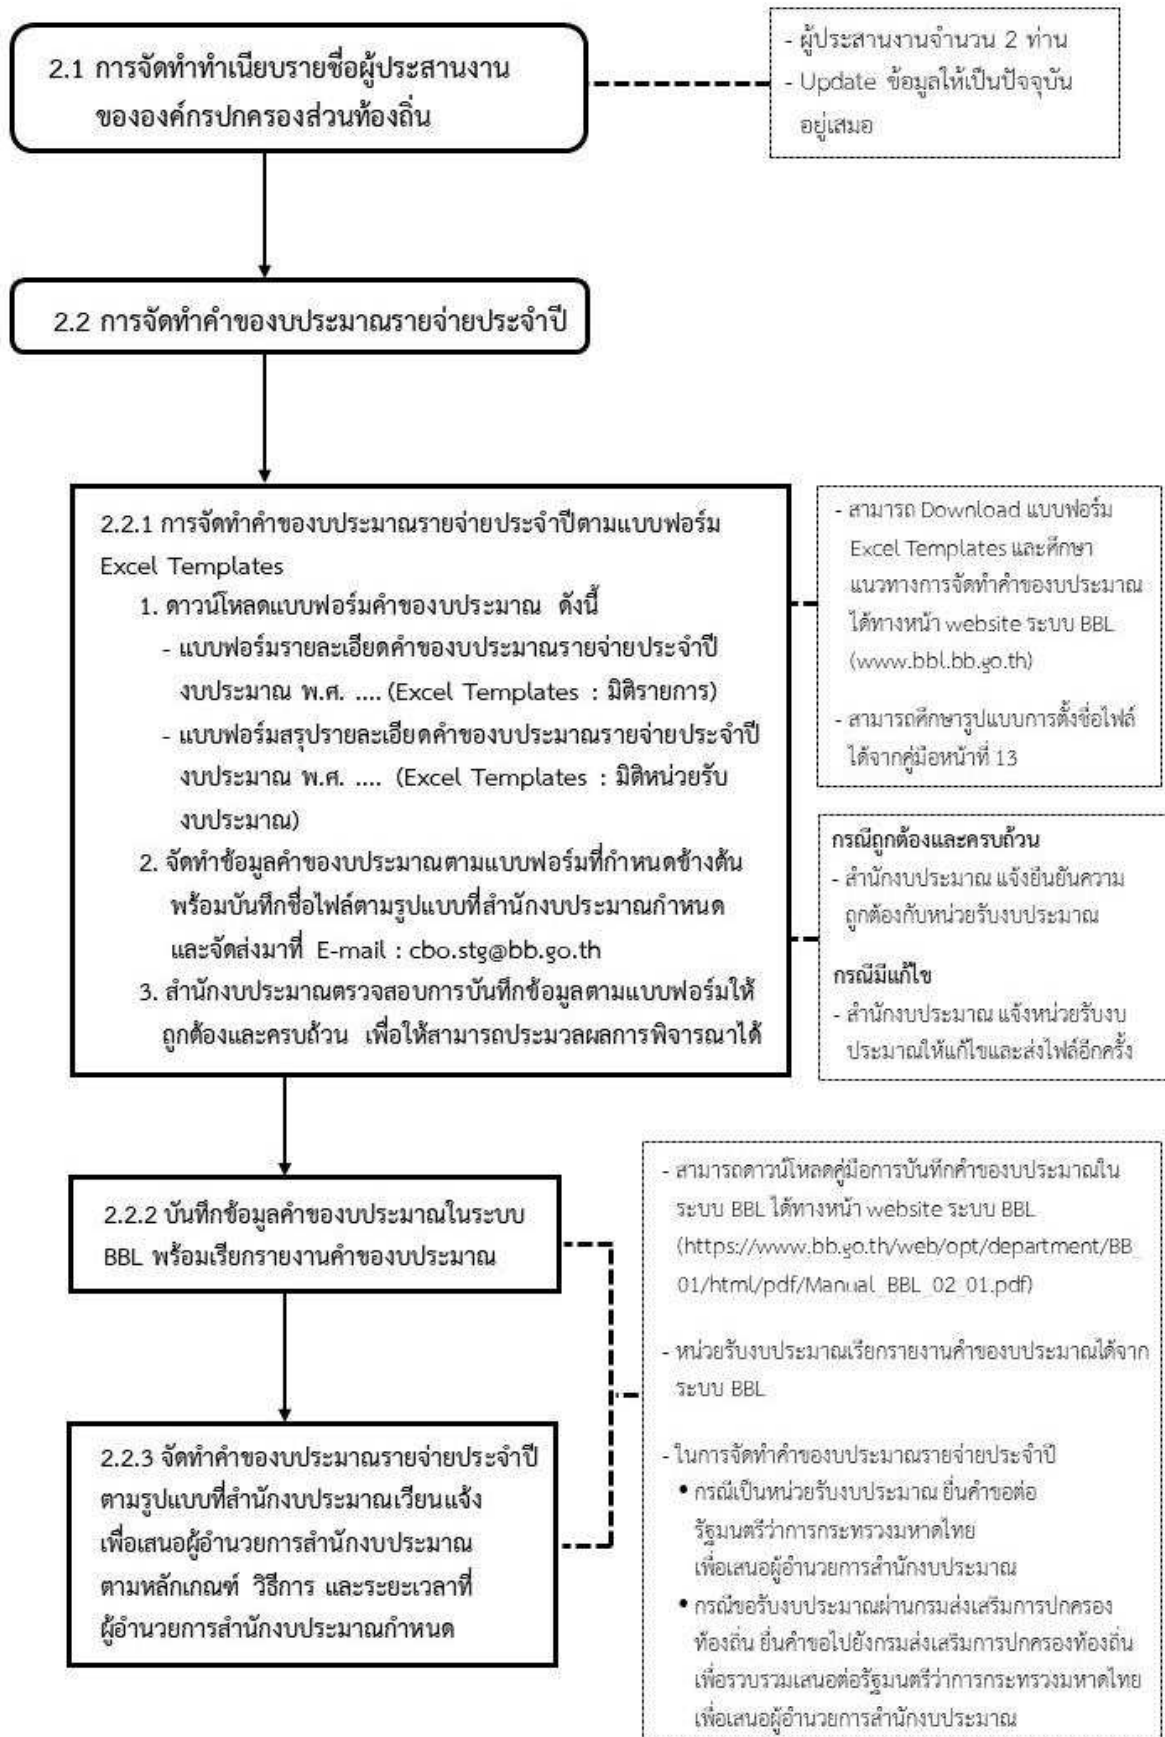 2.1 การจัดทำทำเนียบรายชื่อผู้ประสานงาน
ขององค์กรปกครองส่วนท้องถิ่น
- ผู้ประสานงานจำนวน 2 ท่าน
- Update ข้อมูลให้เป็นปัจจุบัน
อยู่เสมอ
2.2 การจัดทำคำของบประมาณรายจ่ายประจำปี
2.2.1 การจัดทำคำของบประมาณรายจ่ายประจำปีตามแบบฟอร์ม
Excel Templates
1. ดาวน์โหลดแบบฟอร์มคำของบประมาณ ดังนี้
- แบบฟอร์มรายละเอียดคำของบประมาณรายจ่ายประจำปี
งบประมาณ พ.ศ. .... (Excel Templates : มิติรายการ)
- แบบฟอร์มสรุปรายละเอียดคำของบประมาณรายจ่ายประจำปี
งบประมาณ พ.ศ. .... (Excel Templates : มิติหน่วยรับ
งบประมาณ)
2. จัดทำข้อมูลคำของบประมาณตามแบบฟอร์มที่กำหนดข้างต้น
พร้อมบันทึกชื่อไฟล์ตามรูปแบบที่สำนักงบประมาณกำหนด
และจัดส่งมาที่ E-mail : cbo.stg@bb.go.th
3. สำนักงบประมาณตรวจสอบการบันทึกข้อมูลตามแบบฟอร์มให้
ถูกต้องและครบถ้วน เพื่อให้สามารถประมวลผลการพิจารณาได้
- สามารถ Download แบบฟอร์ม
Excel Templates และศึกษา
แนวทางการจัดทำคำของบประมาณ
ได้ทางหน้า website ระบบ BBL
(www.bbl.bb.go.th)
- สามารถศึกษารูปแบบการตั้งชื่อไฟล์
ได้จากคู่มือหน้าที่ 13
กรณีถูกต้องและครบถ้วน
- สำนักงบประมาณ แจ้งยืนยันความ
ถูกต้องกับหน่วยรับงบประมาณ
กรณีมีแก้ไข
- สำนักงบประมาณ แจ้งหน่วยรับงบ
ประมาณให้แก้ไขและส่งไฟล์อีกครั้ง
2.2.2 บันทึกข้อมูลคำของบประมาณในระบบ
BBL พร้อมเรียกรายงานคำของบประมาณ
2.2.3 จัดทำคำของบประมาณรายจ่ายประจำปี
ตามรูปแบบที่สำนักงบประมาณเวียนแจ้ง
เพื่อเสนอผู้อำนวยการสำนักงบประมาณ
ตามหลักเกณฑ์ วิธีการ และระยะเวลาที่
ผู้อำนวยการสำนักงบประมาณกำหนด
- สามารถดาวน์โหลดคู่มือการบันทึกคำของบประมาณใน
ระบบ BBL ได้ทางหน้า website ระบบ BBL
(https://www.bb.go.th/web/opt/department/BB_
01/html/pdf/Manual_BBL_02_01.pdf)
- หน่วยรับงบประมาณเรียกรายงานคำของบประมาณได้จาก
ระบบ BBL
- ในการจัดทำคำของบประมาณรายจ่ายประจำปี
• กรณีเป็นหน่วยรับงบประมาณ ยื่นคำขอต่อ
รัฐมนตรีว่าการกระทรวงมหาดไทย
เพื่อเสนอผู้อำนวยการสำนักงบประมาณ
• กรณีขอรับงบประมาณผ่านกรมส่งเสริมการปกครอง
ท้องถิ่น ยื่นคำขอไปยังกรมส่งเสริมการปกครองท้องถิ่น
เพื่อรวบรวมเสนอต่อรัฐมนตรีว่าการกระทรวงมหาดไทย
เพื่อเสนอผู้อำนวยการสำนักงบประมาณ